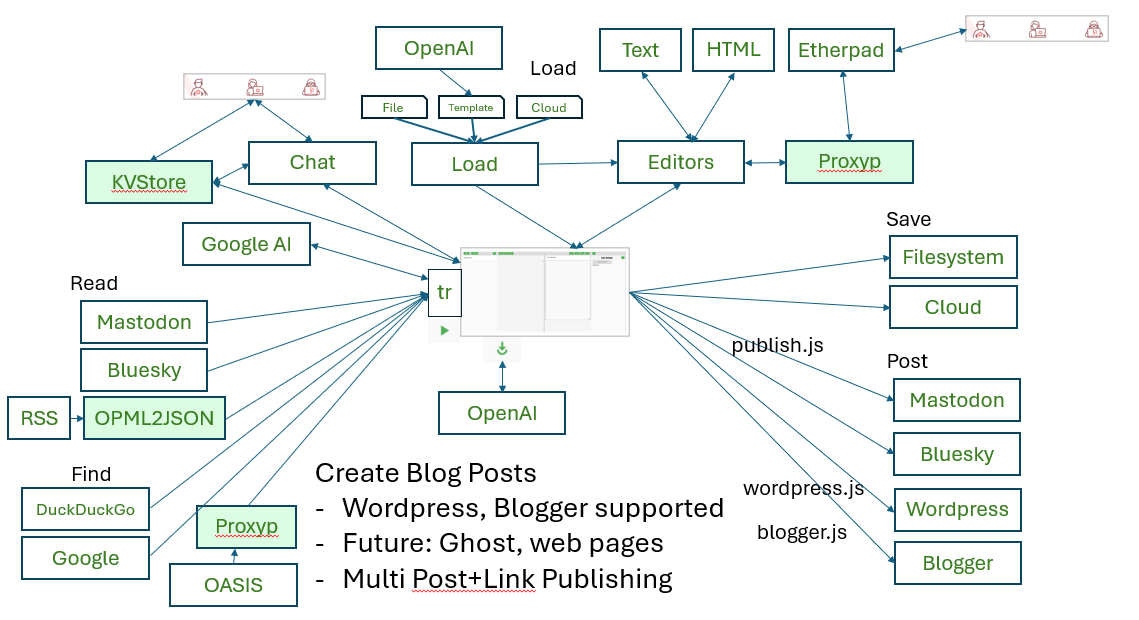 OpenAI
Text
HTML
Etherpad
Load
File
Template
Cloud
Chat
Load
Editors
Proxyp
KVStore
Google AI
Save
Filesystem
Read
tr
Cloud
Mastodon
publish.js
Bluesky
Post
RSS
OPML2JSON
OpenAI
Mastodon
Bluesky
Find
Create Blog Posts
DuckDuckGo
- Wordpress, Blogger supported
wordpress.js
Wordpress
Proxyp
- Future: Ghost, web pages
blogger.js
Google
Blogger
OASIS
- Multi Post+Link Publishing